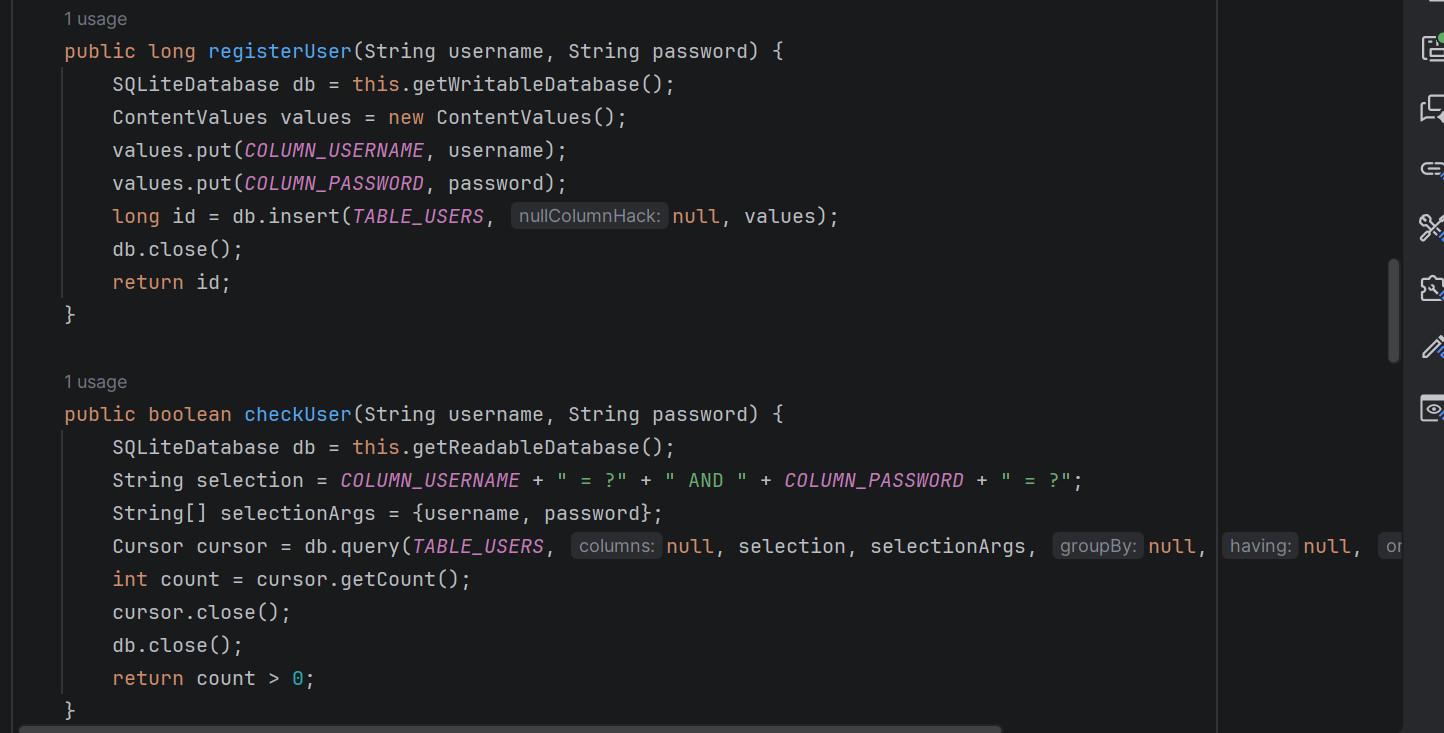 1 usage
public long registerUser(String username, String password) {
SQLiteDatabase db = this.getWritableDatabase();
ContentValues values = new ContentValues();
values.put(COLUMN_USERNAME, username);
values.put(COLUMN_PASSWORD, password);
long id = db.insert(TABLE_USERS, nullColumnHack: null, values);
db.close();
return id;
}
1 usage
public boolean checkUser(String username, String password) {
SQLiteDatabase db = this.getReadableDatabase();
String selection = COLUMN_USERNAME + " = ?" + " AND " + COLUMN_PASSWORD + " = ?";
String[] selectionArgs = {username, password};
Cursor cursor = db.query(TABLE_USERS, columns: null, selection, selectionArgs, groupBy: null, having: null,
int count = cursor.getCount();
cursor.close();
db.close();
return count > 0;
}